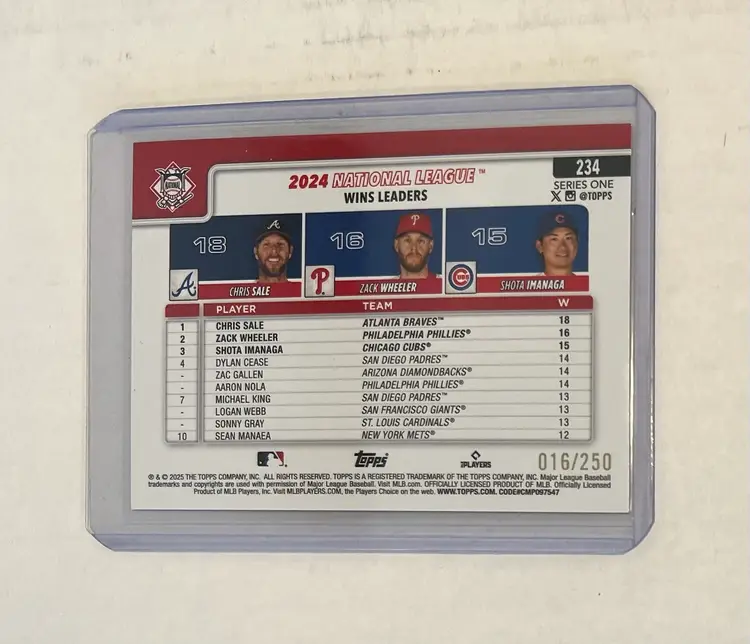 2024 NATIONAL LEAGUE™
WINS LEADERS
234
SERIES ONE
@TOPPS
18
16
15
CHRIS SALE
ZACK WHEELER
SHOTA IMANAGA
PLAYER TEAM W
1 CHRIS SALE ATLANTA BRAVES™ 18
2 ZACK WHEELER PHILADELPHIA PHILLIES® 16
3 SHOTA IMANAGA CHICAGO CUBS® 15
4 DYLAN CEASE SAN DIEGO PADRES™ 14
- ZAC GALLEN ARIZONA DIAMONDBACKS® 14
- AARON NOLA PHILADELPHIA PHILLIES® 14
7 MICHAEL KING SAN DIEGO PADRES™ 13
- LOGAN WEBB SAN FRANCISCO GIANTS® 13
- SONNY GRAY ST. LOUIS CARDINALS® 13
10 SEAN MANAEA NEW YORK METS® 12
topps
PLAYERS
016/250
® & © 2025 THE TOPPS COMPANY, INC. ALL RIGHTS RESERVED. TOPPS IS A REGISTERED TRADEMARK OF THE TOPPS COMPANY, INC. Major League Baseball
trademarks and copyrights are used with permission of Major League Baseball. Visit MLB.com. OFFICIALLY LICENSED PRODUCT OF MLB. Officially Licensed
Product of MLB Players, Inc. Visit MLBPLAYERS.COM, the Players Choice on the web. WWW.TOPPS.COM. CODE#CMP097547